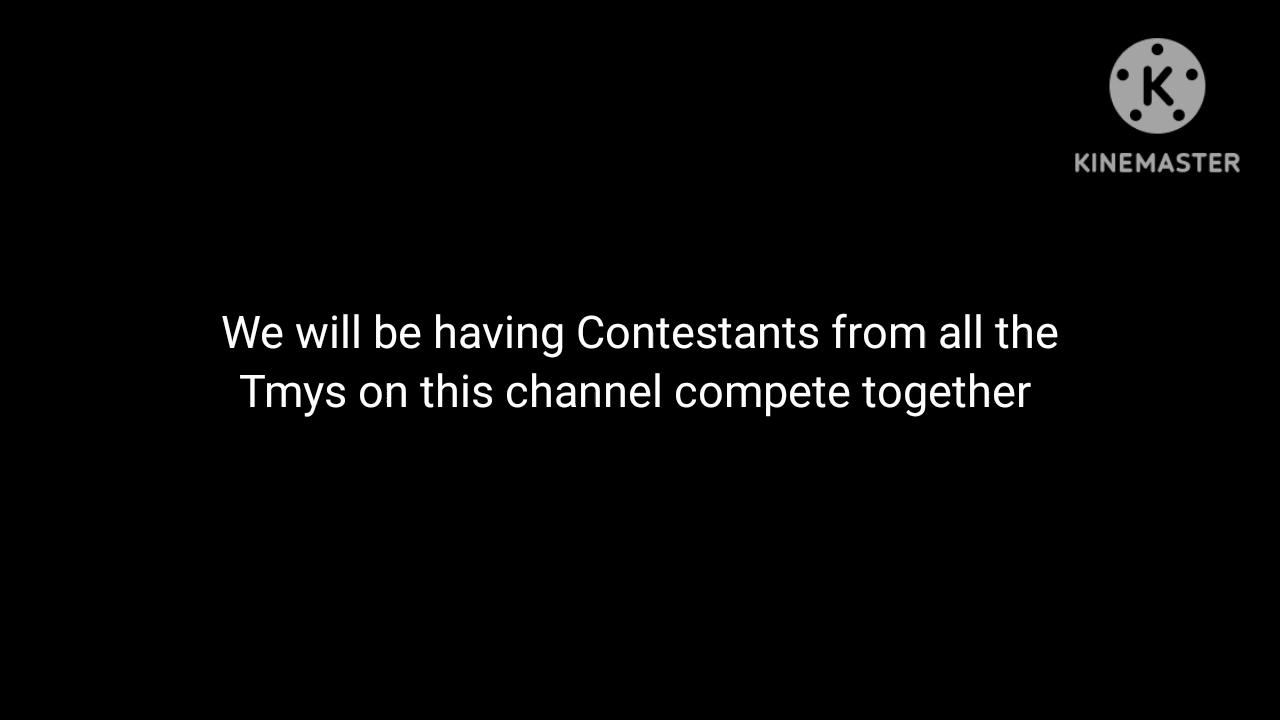 K
KINEMASTER
We will be having Contestants from all the
Tmys on this channel compete together